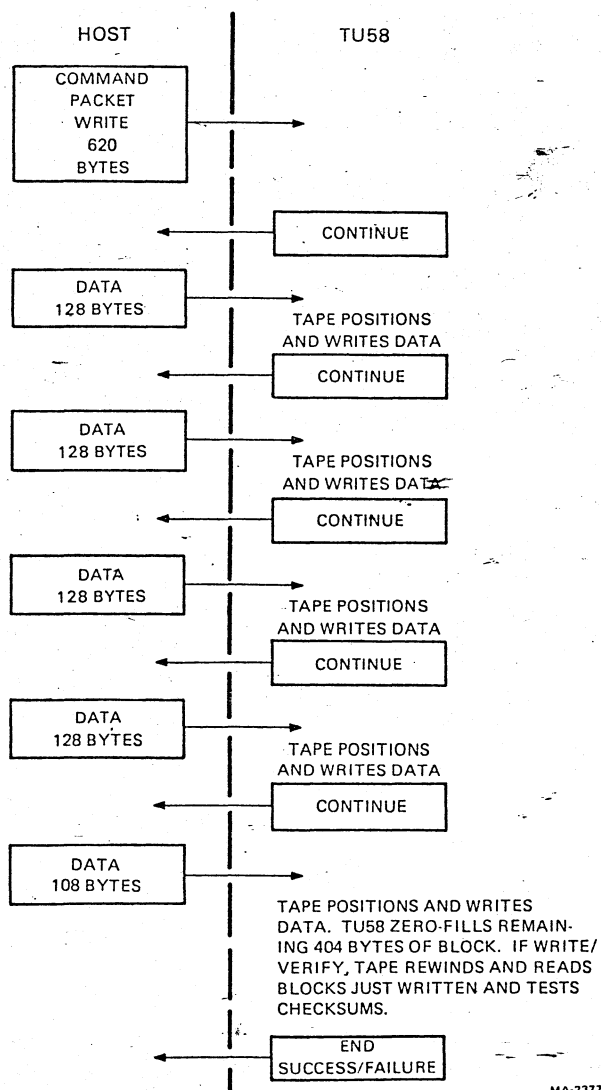 HOST
TU58
COMMAND
PACKET
WRITE
620
BYTES
CONTINUE
DATA
128 BYTES
TAPE POSITIONS
AND WRITES DATA
CONTINUE
DATA
128 BYTES
TAPE POSITIONS
AND WRITES DATA
CONTINUE
DATA
128 BYTES
TAPE POSITIONS
AND WRITES DATA
CONTINUE
DATA
128 BYTES
TAPE POSITIONS
AND WRITES DATA
CONTINUE
DATA
108 BYTES
TAPE POSITIONS AND WRITES
DATA. TU58 ZERO-FILLS REMAIN-
ING 404 BYTES OF BLOCK. IF WRITE/
VERIFY, TAPE REWINDS AND READS
BLOCKS JUST WRITTEN AND TESTS
CHECKSUMS.
END
SUCCESS/FAILURE